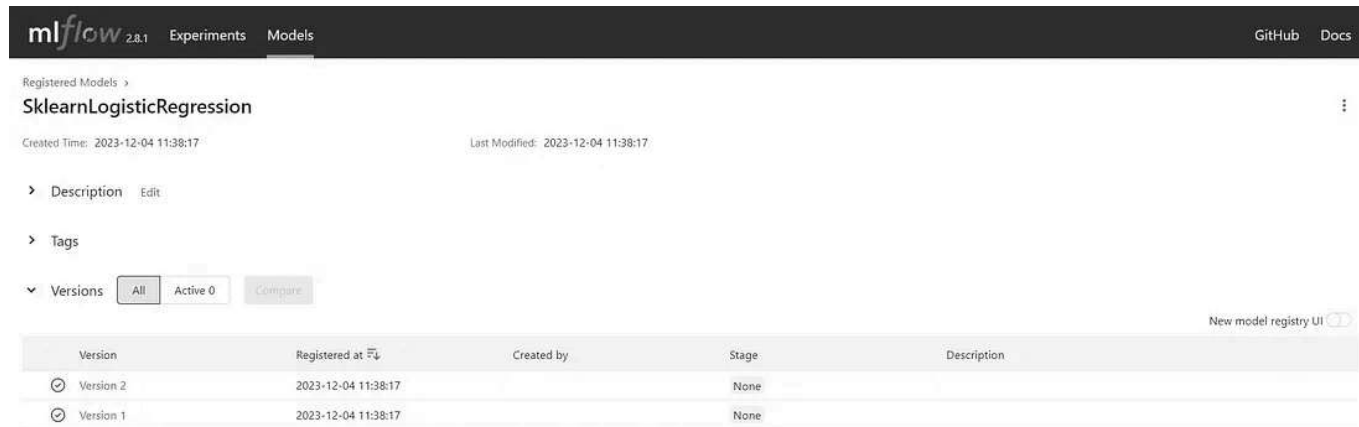 mlflow 2.8.1 Experiments Models GitHub Docs
Registered Models >
SklearnLogisticRegression
Created Time: 2023-12-04 11:38:17 Last Modified: 2023-12-04 11:38:17
Description Edit
Tags
Versions All Active 0 Compare
New model registry UI
Version Registered at Created by Stage Description
Version 2 2023-12-04 11:38:17 None
Version 1 2023-12-04 11:38:17 None